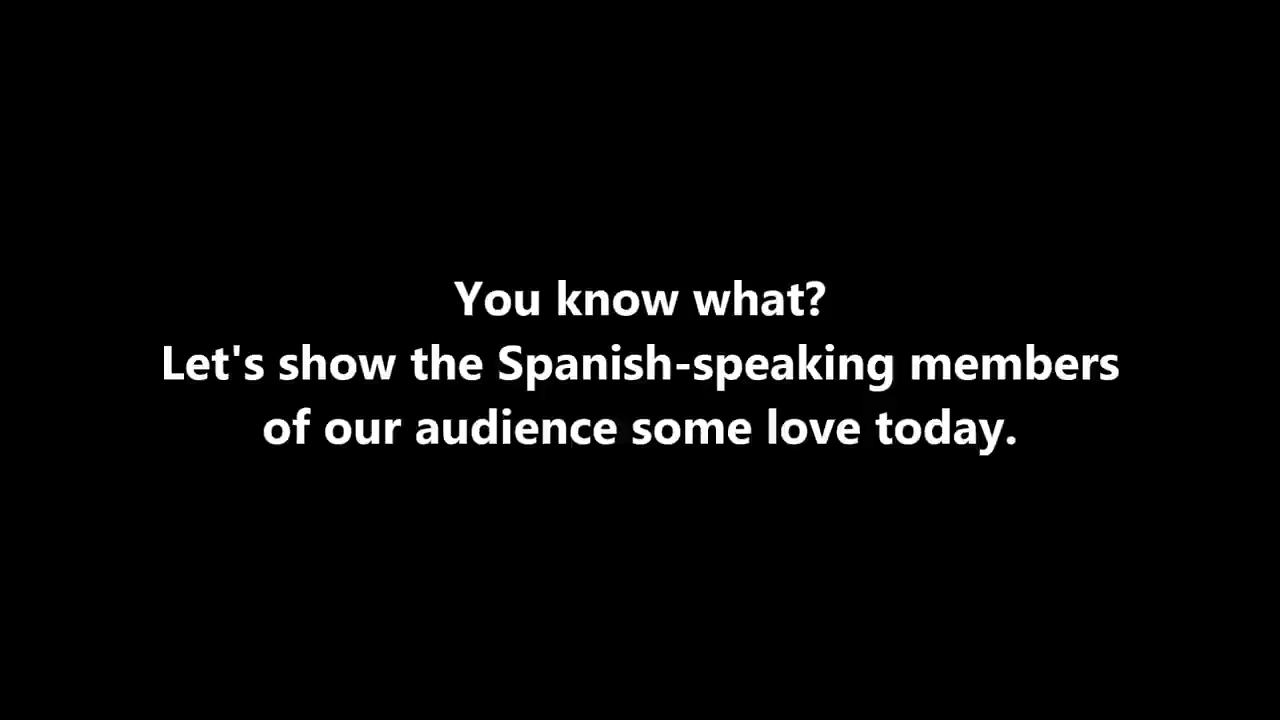 You know what?
Let's show the Spanish-speaking members
of our audience some love today.